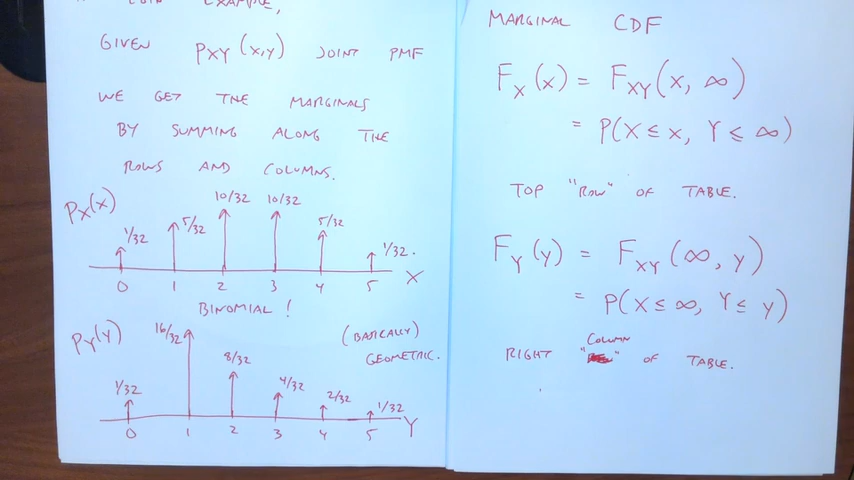 COIN EXAMPLE,
GIVEN PXY (x,y) JOINT PMF
WE GET THE MARGINALS
BY SUMMING ALONG THE
ROWS AND COLUMNS.
PX(x)
1/32 5/32 10/32 10/32 5/32 1/32.
0 1 2 3 4 5 X
BINOMIAL !
PY(y)
(BASICALLY)
GEOMETRIC.
1/32 16/32 8/32 4/32 2/32 1/32
0 1 2 3 4 5 Y
MARGINAL CDF
FX(x) = FXY(x, ∞)
= P(X ≤ x, Y ≤ ∞)
TOP "ROW" OF TABLE.
FY(y) = FXY(∞, y)
= P(X ≤ ∞, Y ≤ y)
COLUMN
RIGHT " " OF TABLE.